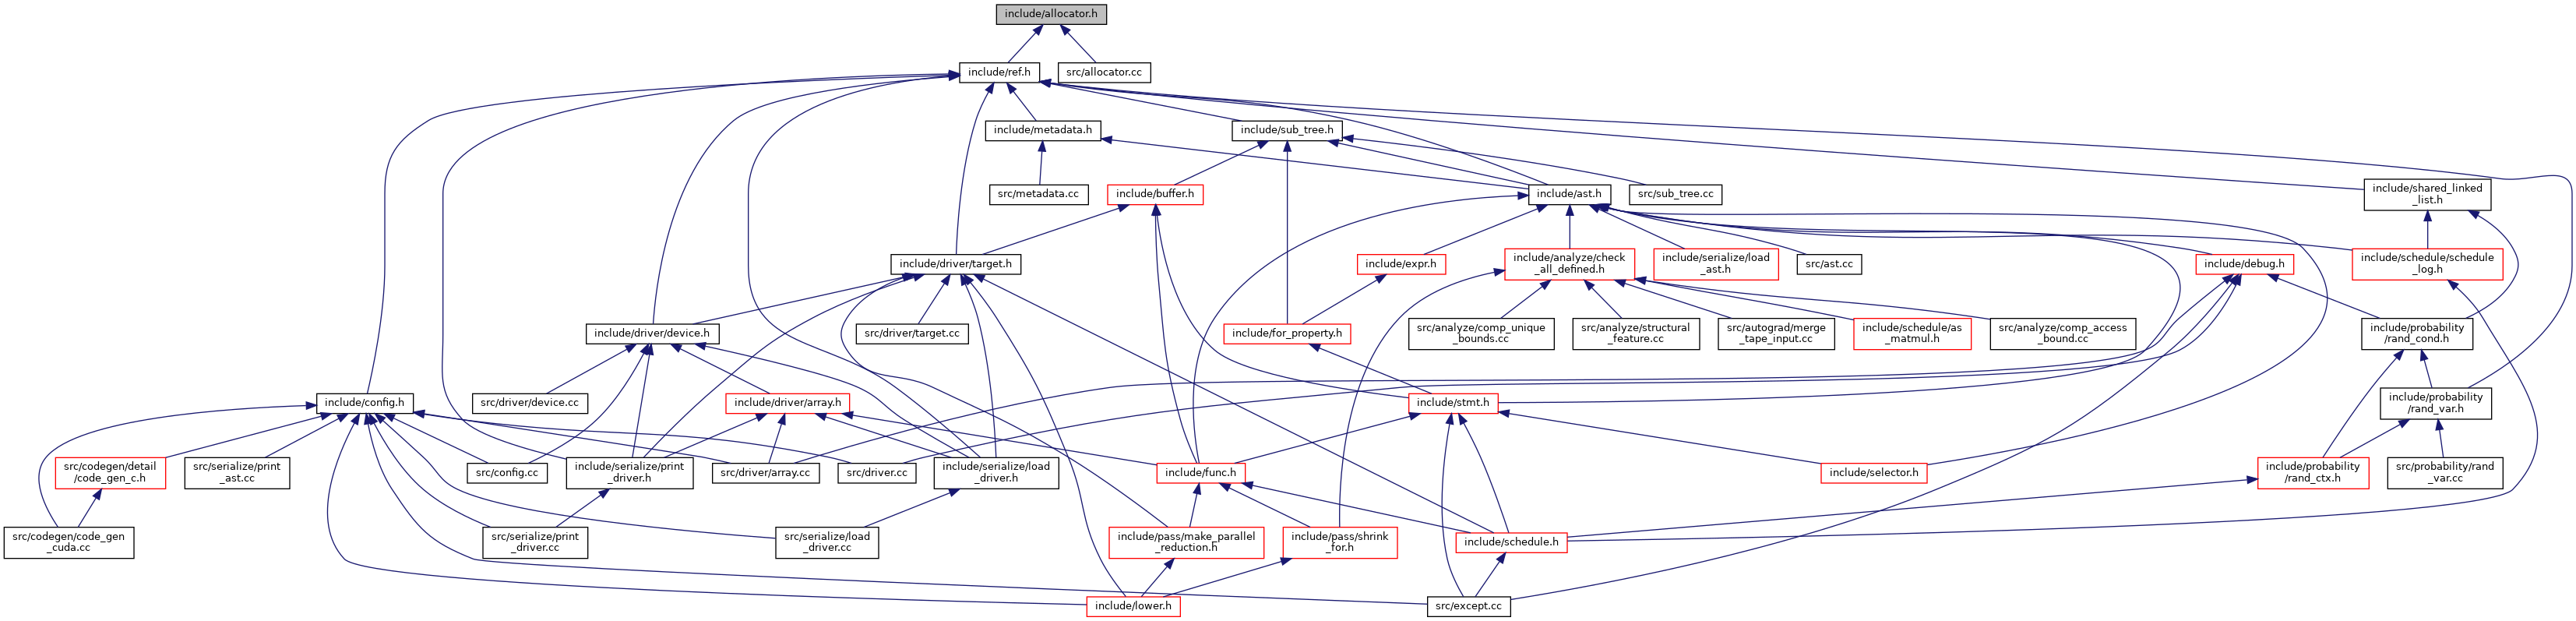 include/allocator.h
include/ref.h
src/allocator.cc
include/metadata.h
include/sub_tree.h
src/metadata.cc
include/buffer.h
include/ast.h
src/sub_tree.cc
include/shared_linked
_list.h
include/driver/target.h
include/expr.h
include/analyze/check
_all_defined.h
include/serialize/load
_ast.h
src/ast.cc
include/debug.h
include/schedule/schedule
_log.h
include/driver/device.h
src/driver/target.cc
include/for_property.h
src/analyze/comp_unique
_bounds.cc
src/analyze/structural
_feature.cc
src/autograd/merge
_tape_input.cc
include/schedule/as
_matmul.h
src/analyze/comp_access
_bound.cc
include/probability
/rand_cond.h
include/config.h
src/driver/device.cc
include/driver/array.h
include/stmt.h
include/probability
/rand_var.h
src/codegen/detail
/code_gen_c.h
src/serialize/print
_ast.cc
src/config.cc
include/serialize/print
_driver.h
src/driver/array.cc
src/driver.cc
include/serialize/load
_driver.h
include/func.h
include/selector.h
include/probability
/rand_ctx.h
src/probability/rand
_var.cc
src/codegen/code_gen
_cuda.cc
src/serialize/print
_driver.cc
src/serialize/load
_driver.cc
include/pass/make_parallel
_reduction.h
include/pass/shrink
_for.h
include/schedule.h
include/lower.h
src/except.cc